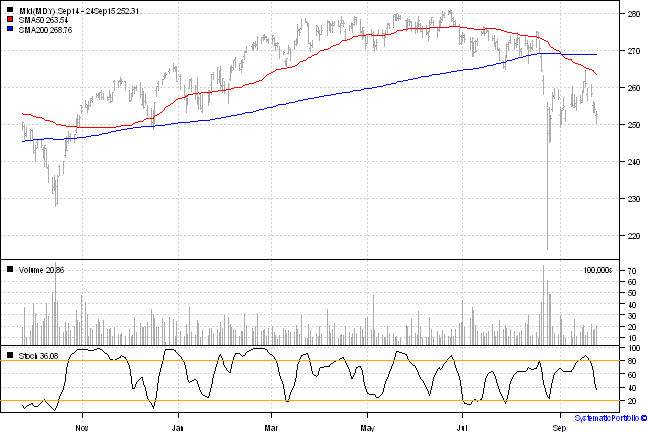 Mid(MDY) Sep14 - 24Sep15 252.31
SMA50 263.54
SMA200 268.76
280
270
260
250
240
230
220
Volume 20.86
100,000s
70
60
50
40
30
20
10
Stoch 36.08
100
80
60
40
20
Nov
Jan
Mar
May
Jul
Sep
SystematicPortfolio ©